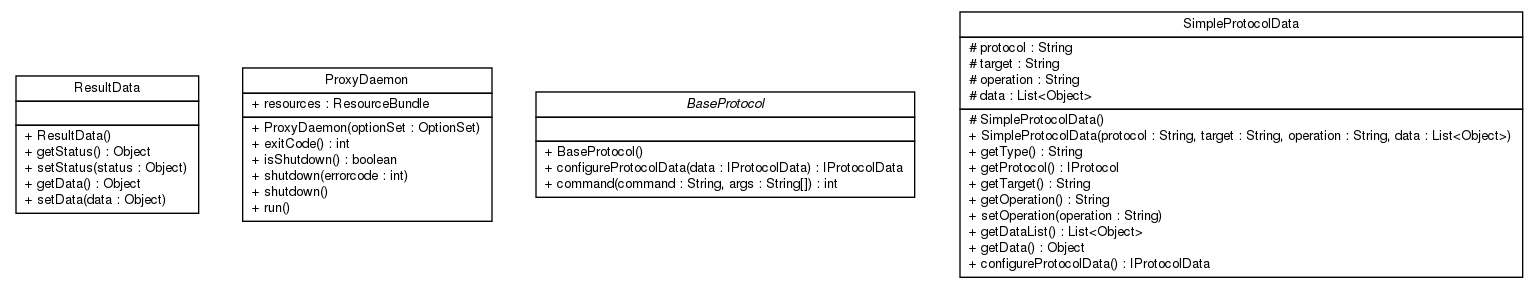 ResultData
+ ResultData()
+ getStatus() : Object
+ setStatus(status : Object)
+ getData() : Object
+ setData(data : Object)
ProxyDaemon
+ resources : ResourceBundle
+ ProxyDaemon(optionSet : OptionSet)
+ exitCode() : int
+ isShutdown() : boolean
+ shutdown(errorcode : int)
+ shutdown()
+ run()
BaseProtocol
+ BaseProtocol()
+ configureProtocolData(data : IProtocolData) : IProtocolData
+ command(command : String, args : String[]) : int
SimpleProtocolData
# protocol : String
# target : String
# operation : String
# data : List<Object>
# SimpleProtocolData()
+ SimpleProtocolData(protocol : String, target : String, operation : String, data : List<Object>)
+ getType() : String
+ getProtocol() : IProtocol
+ getTarget() : String
+ getOperation() : String
+ setOperation(operation : String)
+ getDataList() : List<Object>
+ getData() : Object
+ configureProtocolData() : IProtocolData